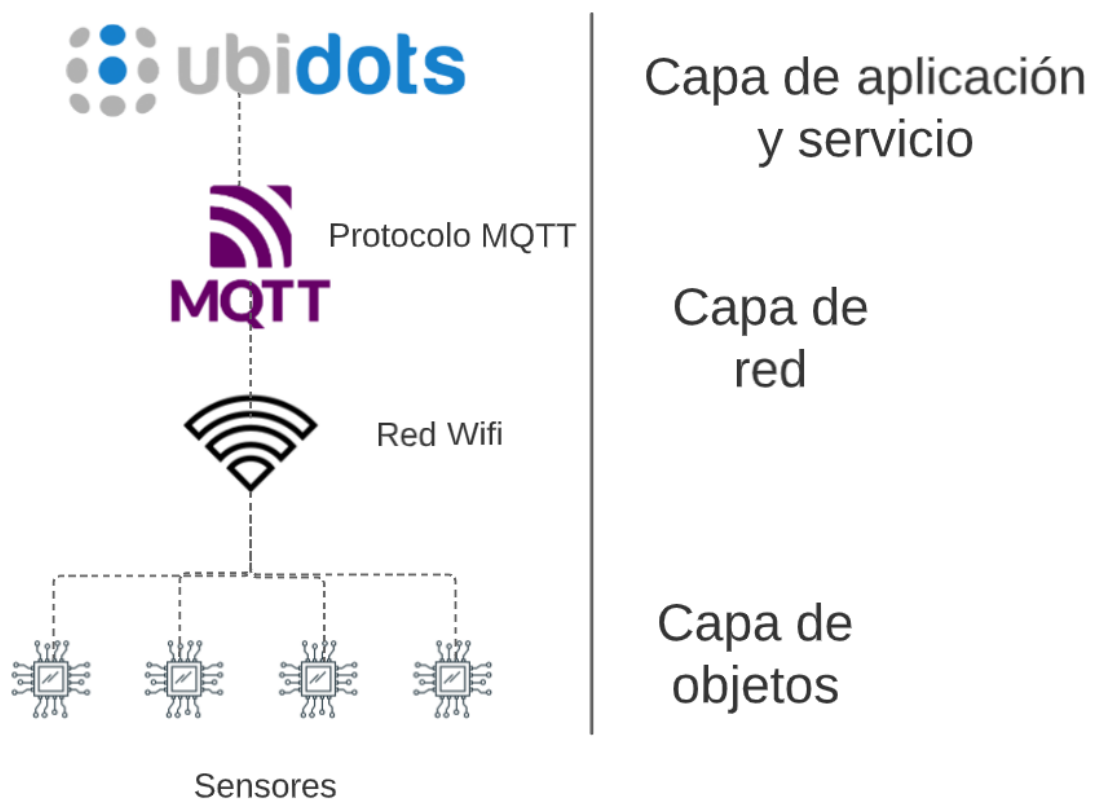 ubidots
Capa de aplicación
y servicio
Protocolo MQTT
MQTT
Capa de
red
Red Wifi
Capa de
objetos
Sensores